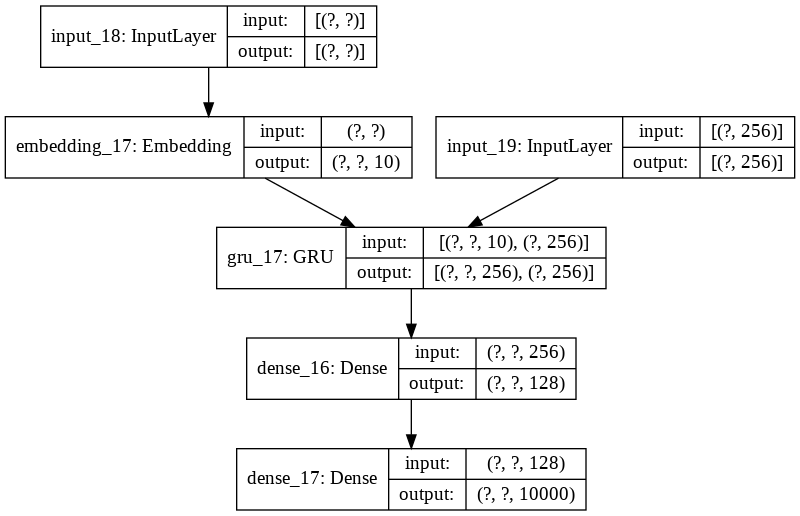 input_18: InputLayer
input:
[(?, ?)]
output:
[(?, ?)]
embedding_17: Embedding
input:
(?, ?)
output:
(?, ?, 10)
input_19: InputLayer
input:
[(?, 256)]
output:
[(?, 256)]
gru_17: GRU
input:
[(?, ?, 10), (?, 256)]
output:
[(?, ?, 256), (?, 256)]
dense_16: Dense
input:
(?, ?, 256)
output:
(?, ?, 128)
dense_17: Dense
input:
(?, ?, 128)
output:
(?, ?, 10000)